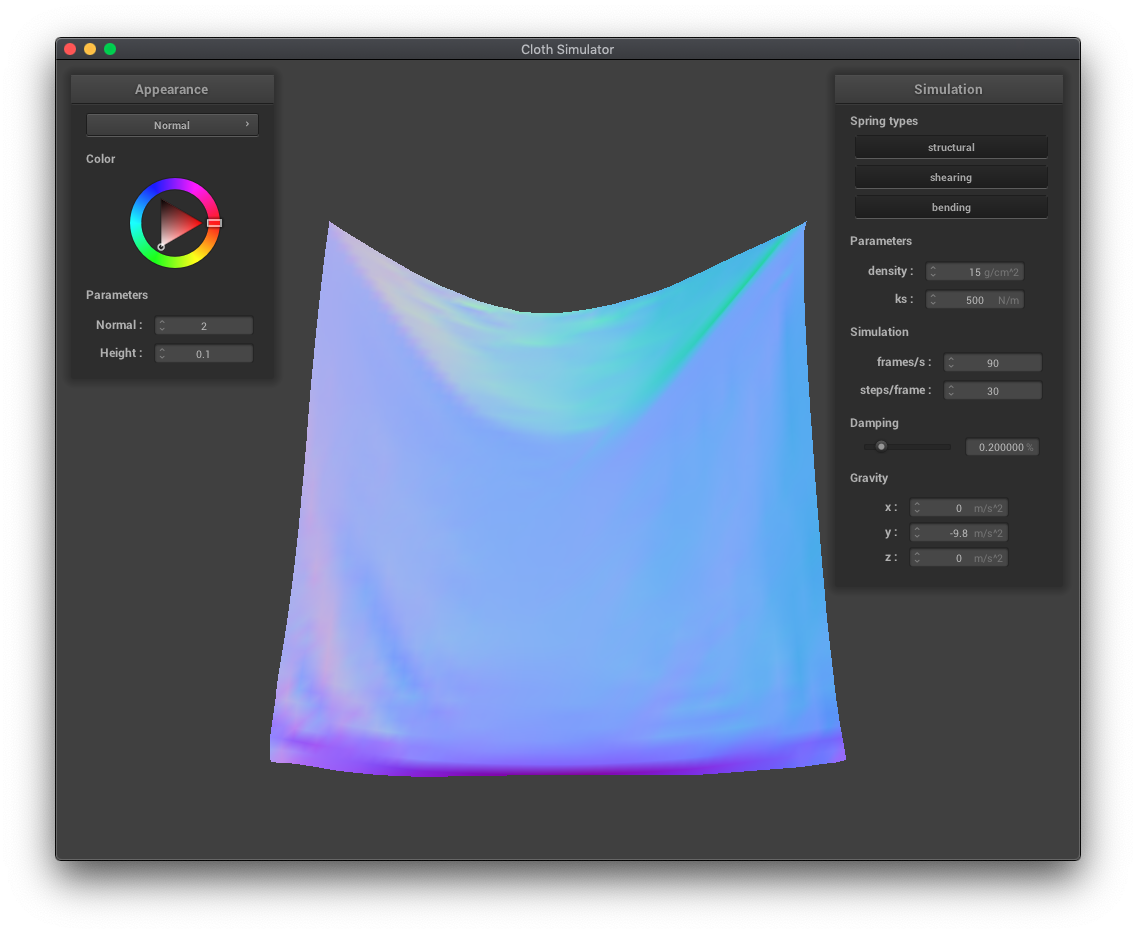 Cloth Simulator
Appearance
Normal
Color
Parameters
Normal : 2
Height : 0.1
Simulation
Spring types
structural
shearing
bending
Parameters
density : 15 g/cm^2
ks : 500 N/m
Simulation
frames/s : 90
steps/frame : 30
Damping
0.200000 %
Gravity
x : 0 m/s^2
y : -9.8 m/s^2
z : 0 m/s^2